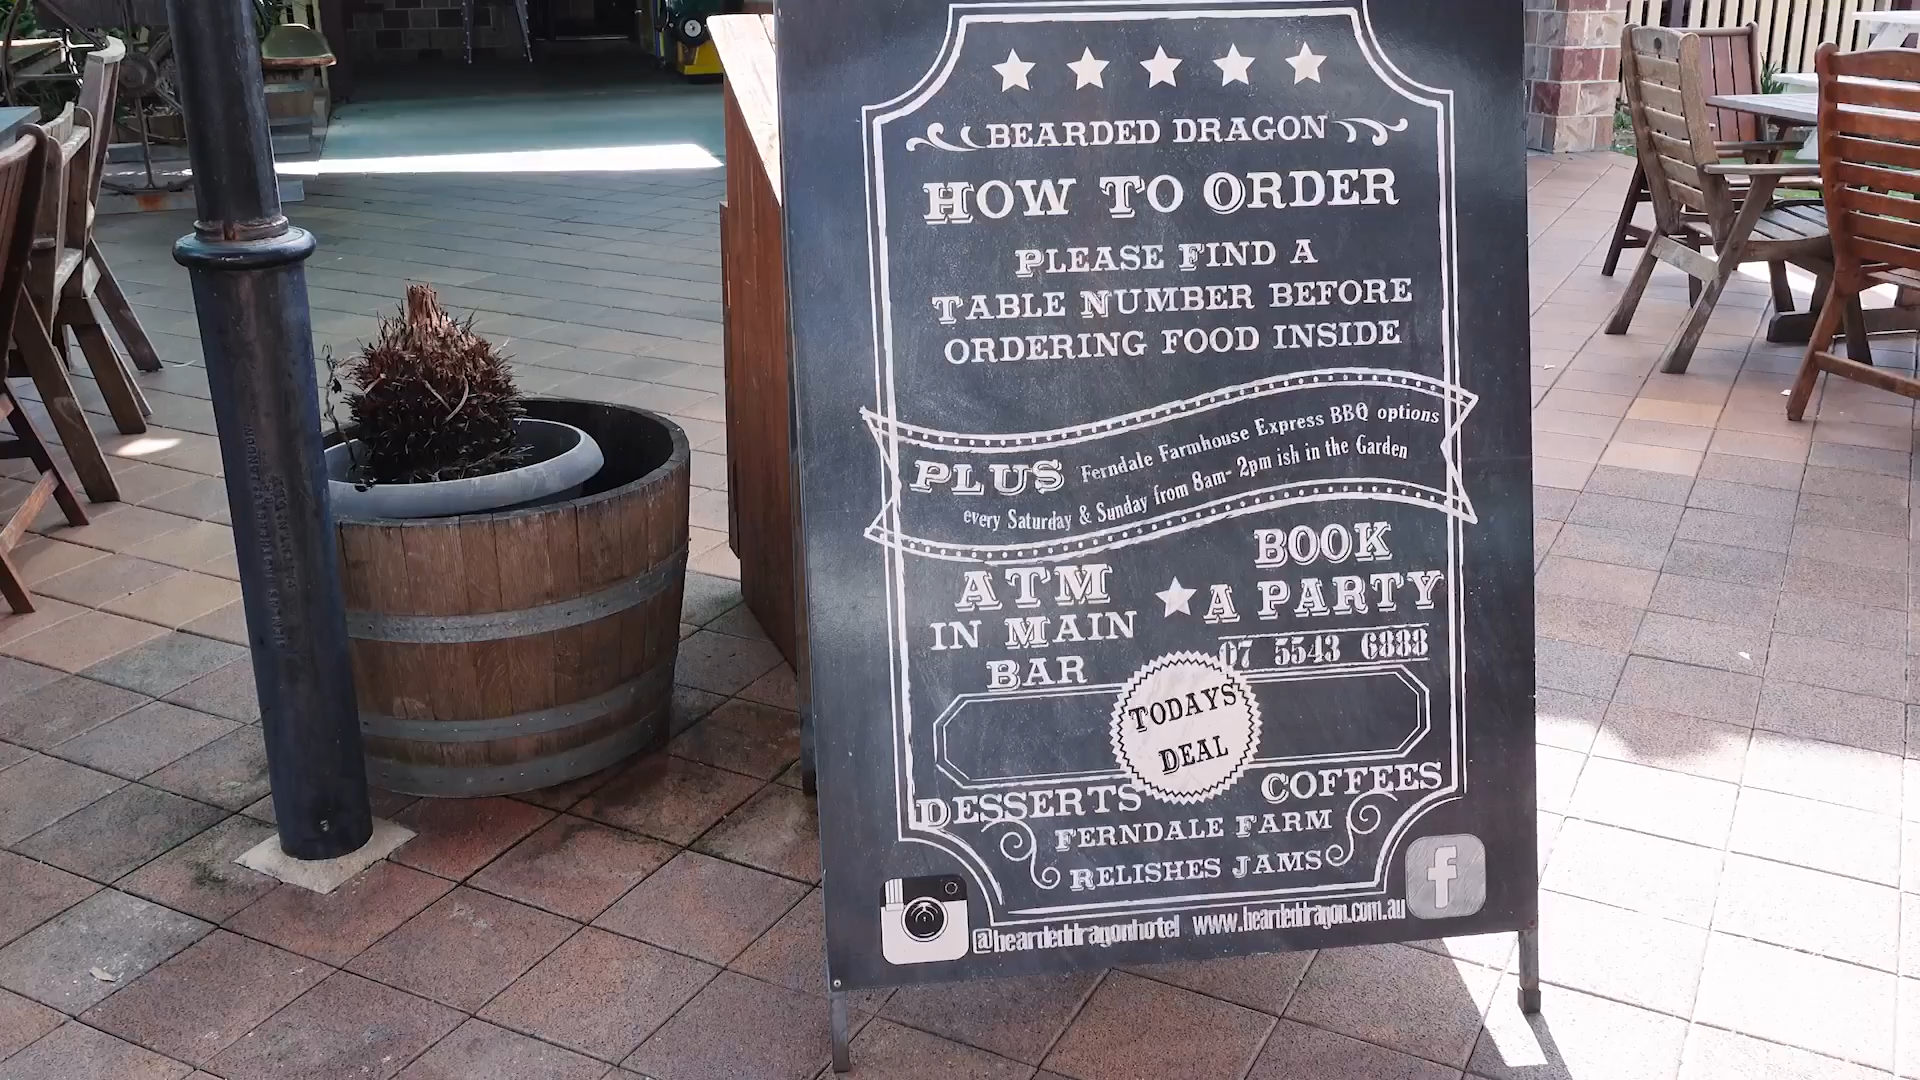 BEARDED DRAGON
HOW TO ORDER
PLEASE FIND A
TABLE NUMBER BEFORE
ORDERING FOOD INSIDE
PLUS Ferndale Farmhouse Express BBQ options
every Saturday & Sunday from 8am- 2pm ish in the Garden
ATM
IN MAIN
BAR
BOOK
A PARTY
07 5543 6888
TODAYS
DEAL
DESSERTS
COFFEES
FERNDALE FARM
RELISHES JAMS
f
@beardeddragonhotel www.beardeddragon.com.au